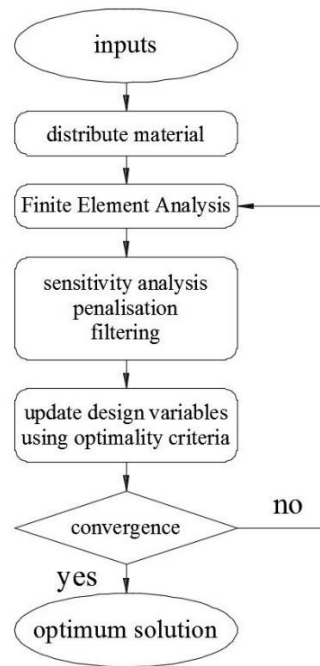 inputs
distribute material
Finite Element Analysis
sensitivity analysis
penalisation
filtering
update design variables
using optimality criteria
convergence
no
yes
optimum solution